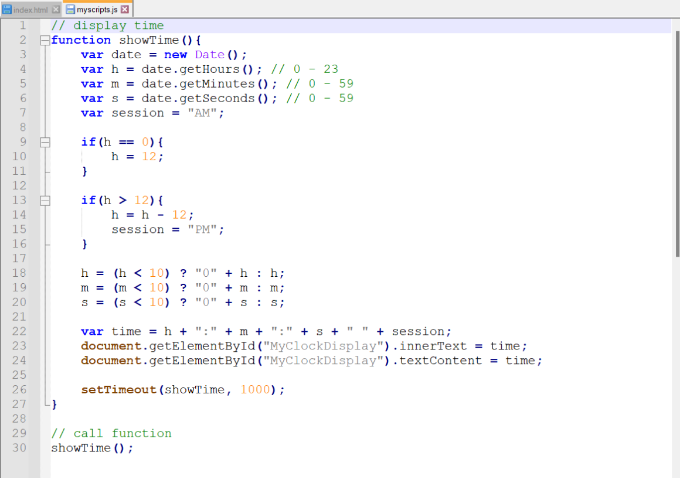 index.html myscripts.js
1 // display time
2 function showTime(){
3     var date = new Date();
4     var h = date.getHours(); // 0 - 23
5     var m = date.getMinutes(); // 0 - 59
6     var s = date.getSeconds(); // 0 - 59
7     var session = "AM";
8
9     if(h == 0){
10         h = 12;
11     }
12
13     if(h > 12){
14         h = h - 12;
15         session = "PM";
16     }
17
18     h = (h < 10) ? "0" + h : h;
19     m = (m < 10) ? "0" + m : m;
20     s = (s < 10) ? "0" + s : s;
21
22     var time = h + ":" + m + ":" + s + " " + session;
23     document.getElementById("MyClockDisplay").innerText = time;
24     document.getElementById("MyClockDisplay").textContent = time;
25
26     setTimeout(showTime, 1000);
27 }
28
29 // call function
30 showTime();